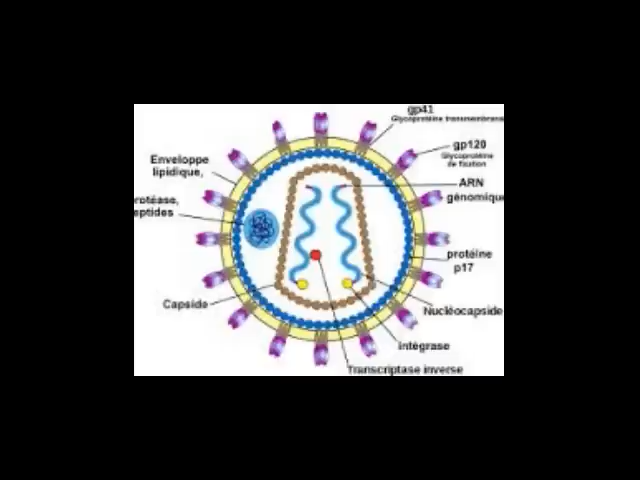 gp41
Glycoprotéine transmembrana
gp120
Glycoprotéine
de fixation
Enveloppe
lipidique,
ARN
génomique
rotéase,
eptides
protéine
p17
Capside
Nucléocapside
intégrase
Transcriptase inverse